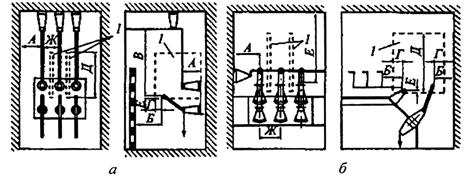 А Ж 1 Д
В 1 А Г Б
А 1 Е Ж
1 Г Д Б Е Б
а б